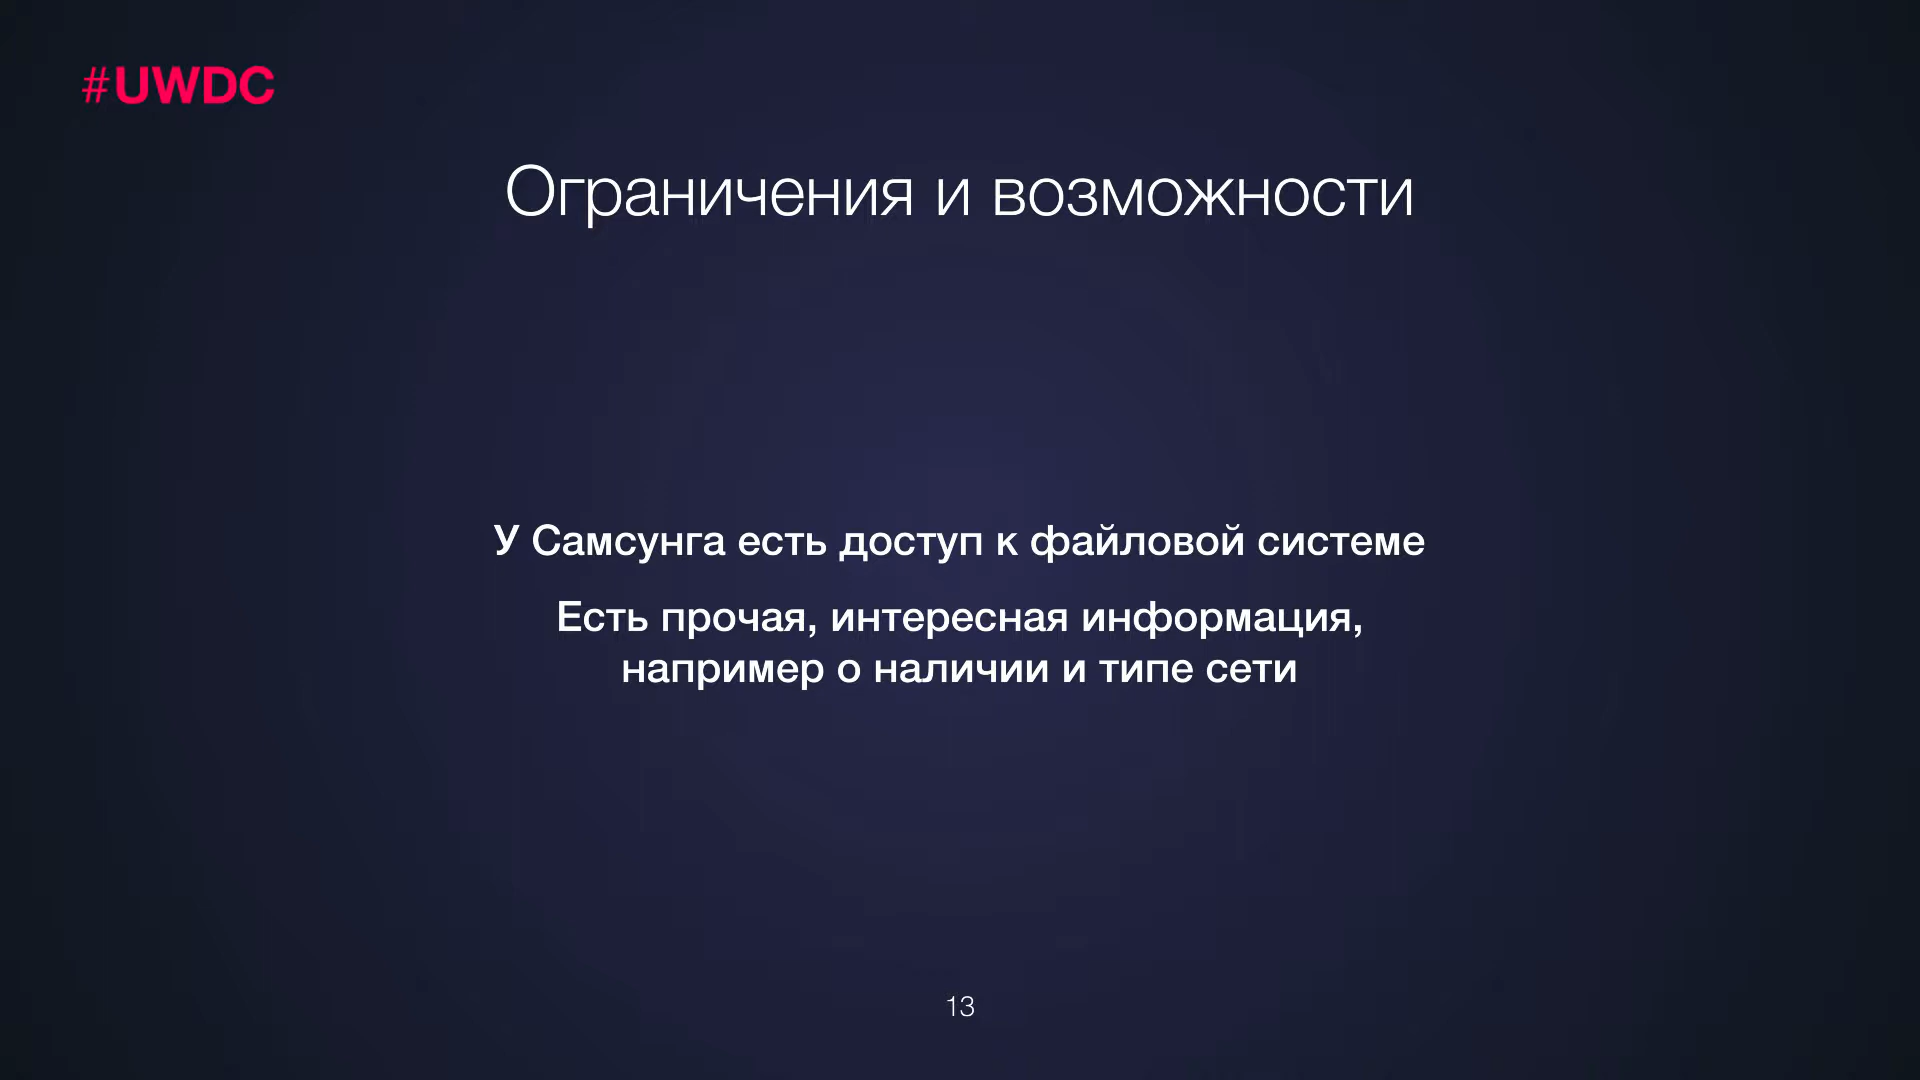 #UWDC
Ограничения и возможности
У Самсунга есть доступ к файловой системе
Есть прочая, интересная информация,
например о наличии и типе сети
13